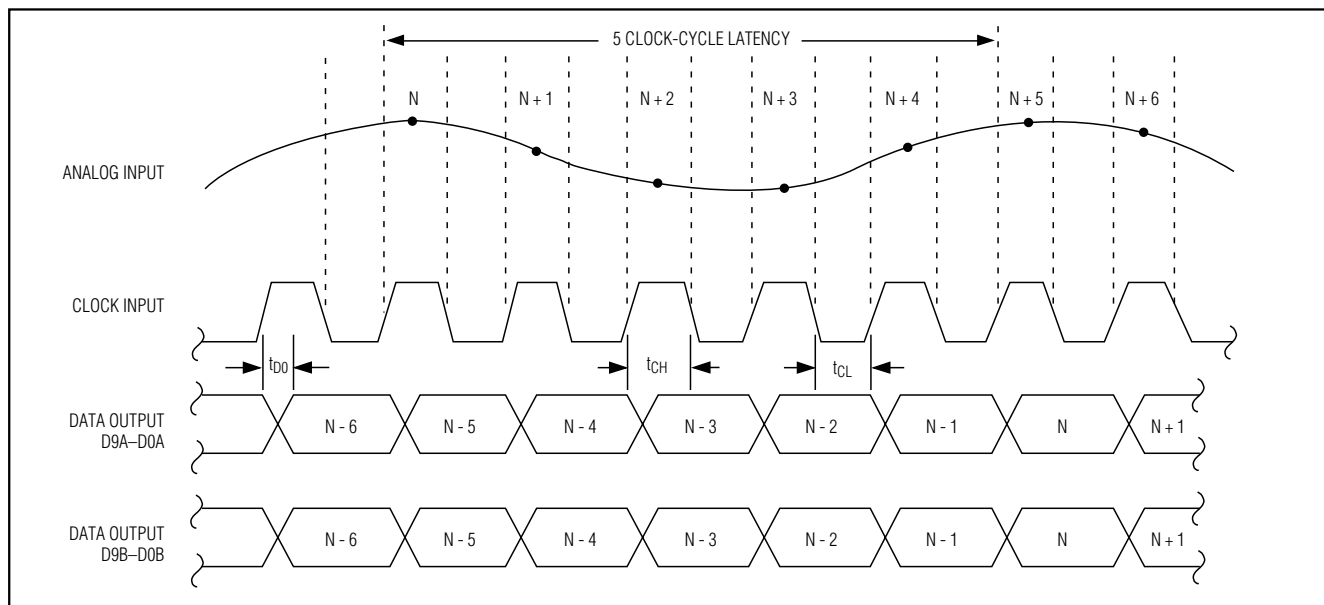 5 CLOCK-CYCLE LATENCY
N N + 1 N + 2 N + 3 N + 4 N + 5 N + 6
ANALOG INPUT
CLOCK INPUT
tD0 tCH tCL
DATA OUTPUT
D9A–D0A
N - 6 N - 5 N - 4 N - 3 N - 2 N - 1 N N + 1
DATA OUTPUT
D9B–D0B
N - 6 N - 5 N - 4 N - 3 N - 2 N - 1 N N + 1